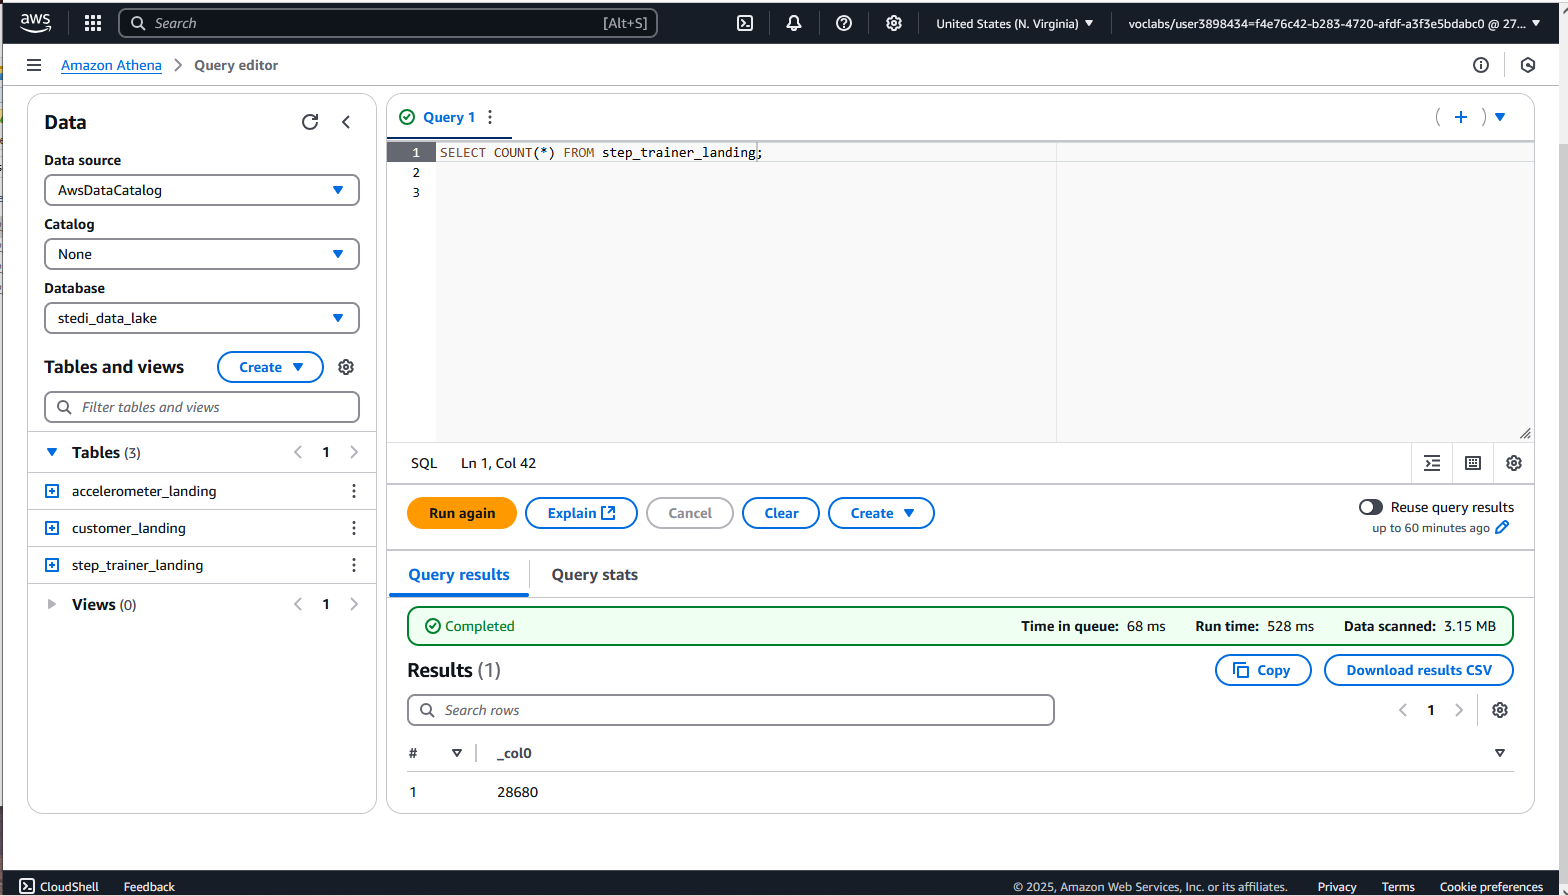 aws
Search [Alt+S] United States (N. Virginia) voclabs/user3898434=f4e76c42-b283-4720-afdf-a3f3e5bdabc0 @ 27...
Amazon Athena > Query editor
Data
Data source
AwsDataCatalog
Catalog
None
Database
stedi_data_lake
Tables and views Create
Filter tables and views
Tables (3) 1
accelerometer_landing
customer_landing
step_trainer_landing
Views (0) 1
Query 1
1 SELECT COUNT(*) FROM step_trainer_landing;
2
3
SQL Ln 1, Col 42
Run again Explain Cancel Clear Create
Reuse query results
up to 60 minutes ago
Query results Query stats
Completed Time in queue: 68 ms Run time: 528 ms Data scanned: 3.15 MB
Results (1) Copy Download results CSV
Search rows 1
# _col0
1 28680
CloudShell Feedback © 2025, Amazon Web Services, Inc. or its affiliates. Privacy Terms Cookie preferences